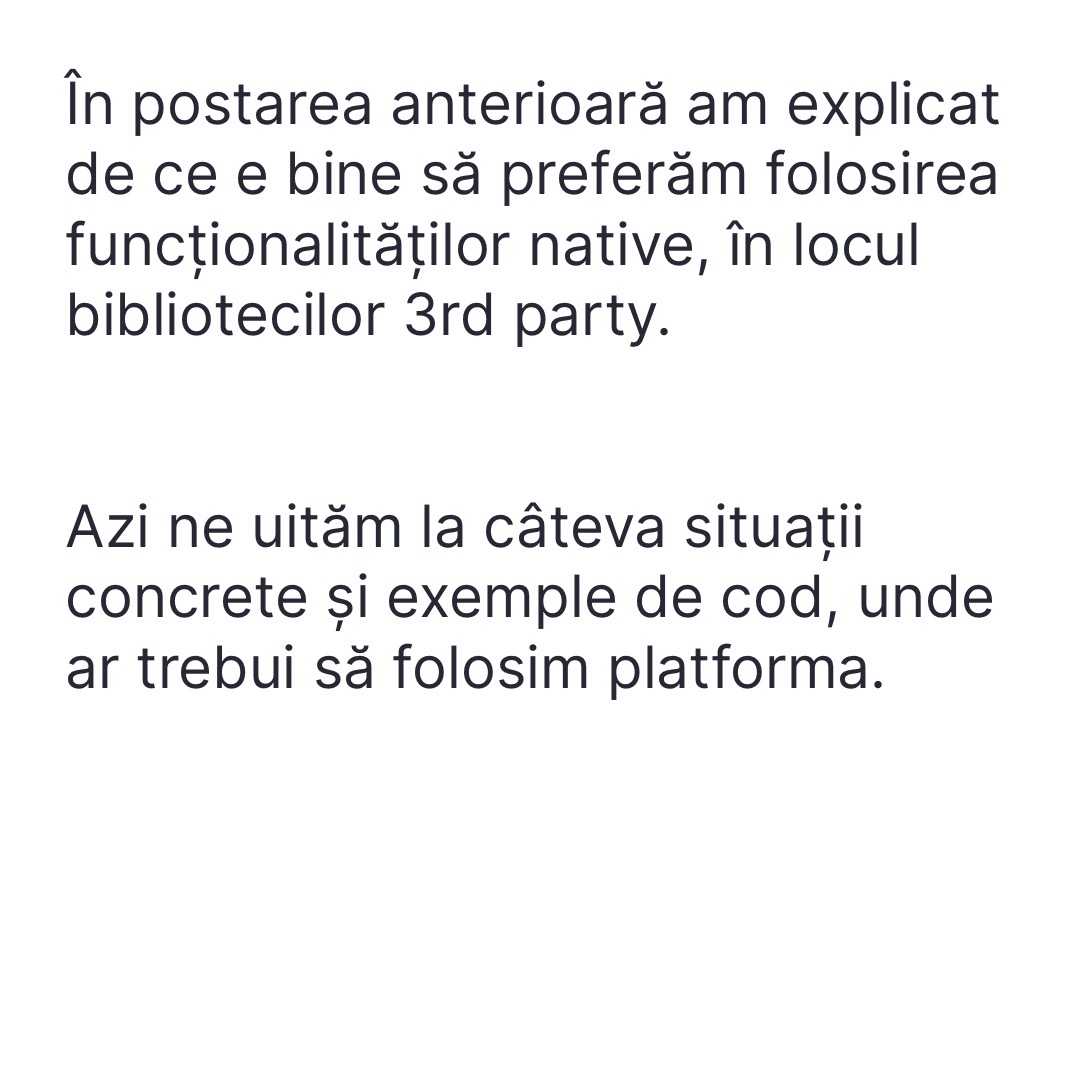 În postarea anterioară am explicat
de ce e bine să preferăm folosirea
funcționalităților native, în locul
bibliotecilor 3rd party.
Azi ne uităm la câteva situații
concrete și exemple de cod, unde
ar trebui să folosim platforma.